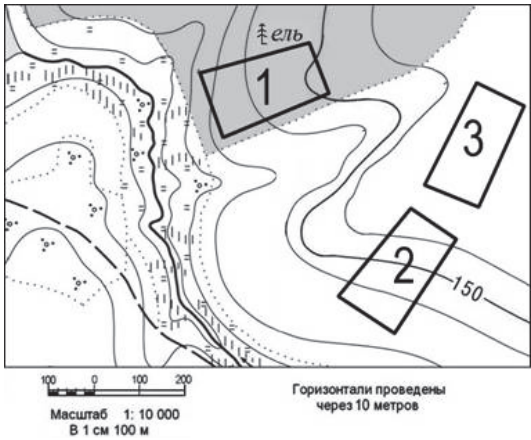 ель
1
3
2
150
100 0 100 200
Масштаб 1: 10 000
В 1 см 100 м
Горизонтали проведены
через 10 метров